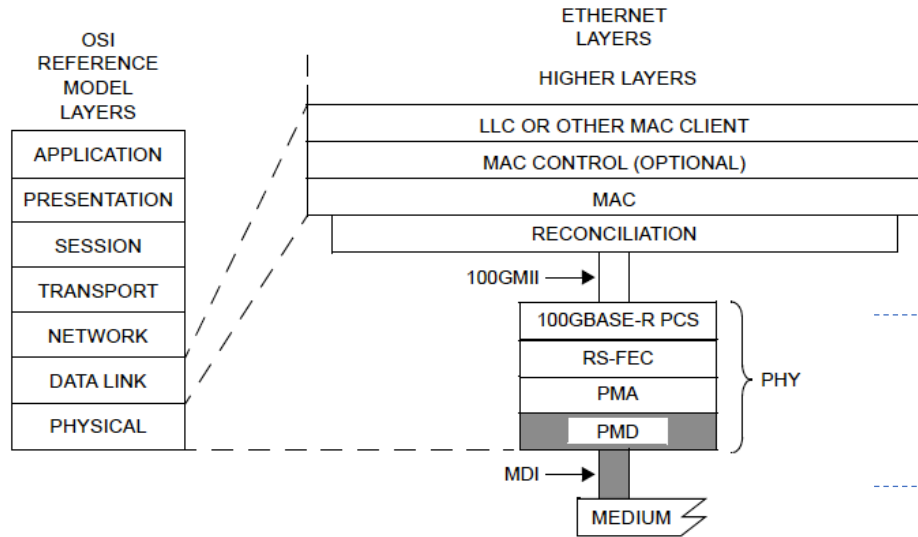 OSI
REFERENCE
MODEL
LAYERS
APPLICATION
PRESENTATION
SESSION
TRANSPORT
NETWORK
DATA LINK
PHYSICAL
ETHERNET
LAYERS
HIGHER LAYERS
LLC OR OTHER MAC CLIENT
MAC CONTROL (OPTIONAL)
MAC
RECONCILIATION
100GMII
100GBASE-R PCS
RS-FEC
PMA
PMD
PHY
MDI
MEDIUM